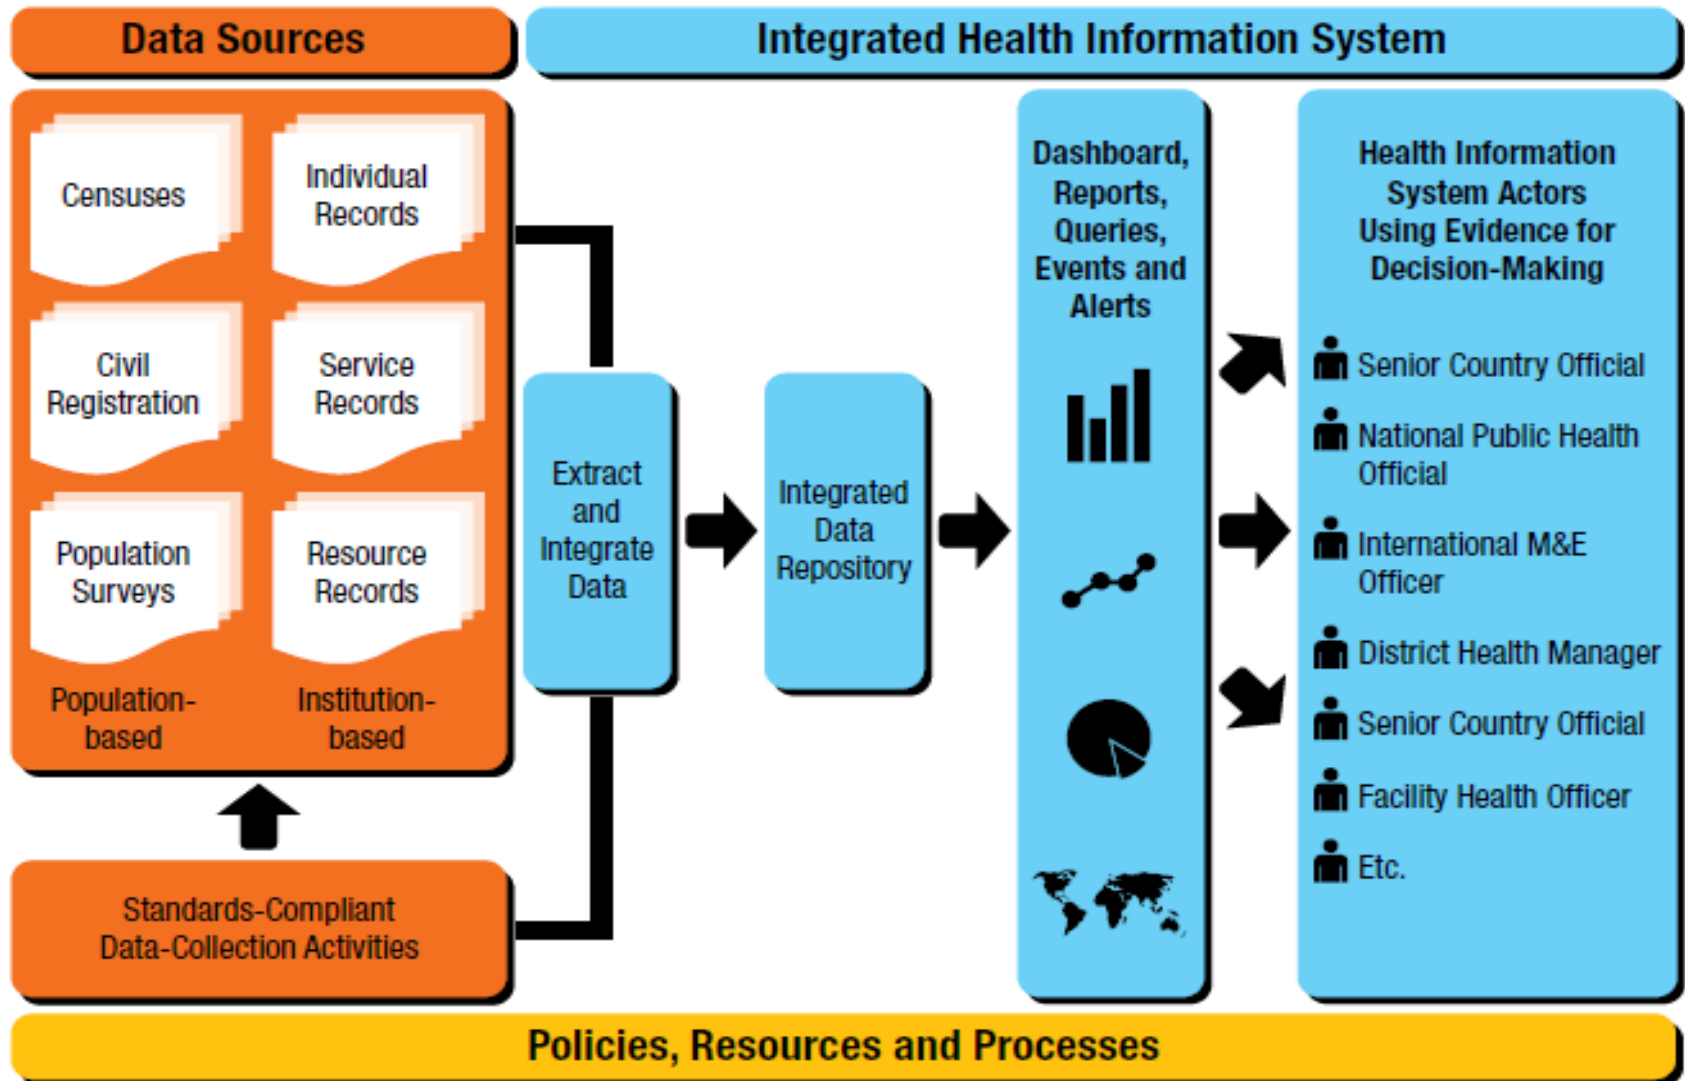 Data Sources
Integrated Health Information System
Censuses
Individual
Records
Civil
Registration
Service
Records
Population
Surveys
Resource
Records
Population-
based
Institution-
based
Standards-Compliant
Data-Collection Activities
Extract
and
Integrate
Data
Integrated
Data
Repository
Dashboard,
Reports,
Queries,
Events and
Alerts
Health Information
System Actors
Using Evidence for
Decision-Making
Senior Country Official
National Public Health
Official
International M&E
Officer
District Health Manager
Senior Country Official
Facility Health Officer
Etc.
Policies, Resources and Processes